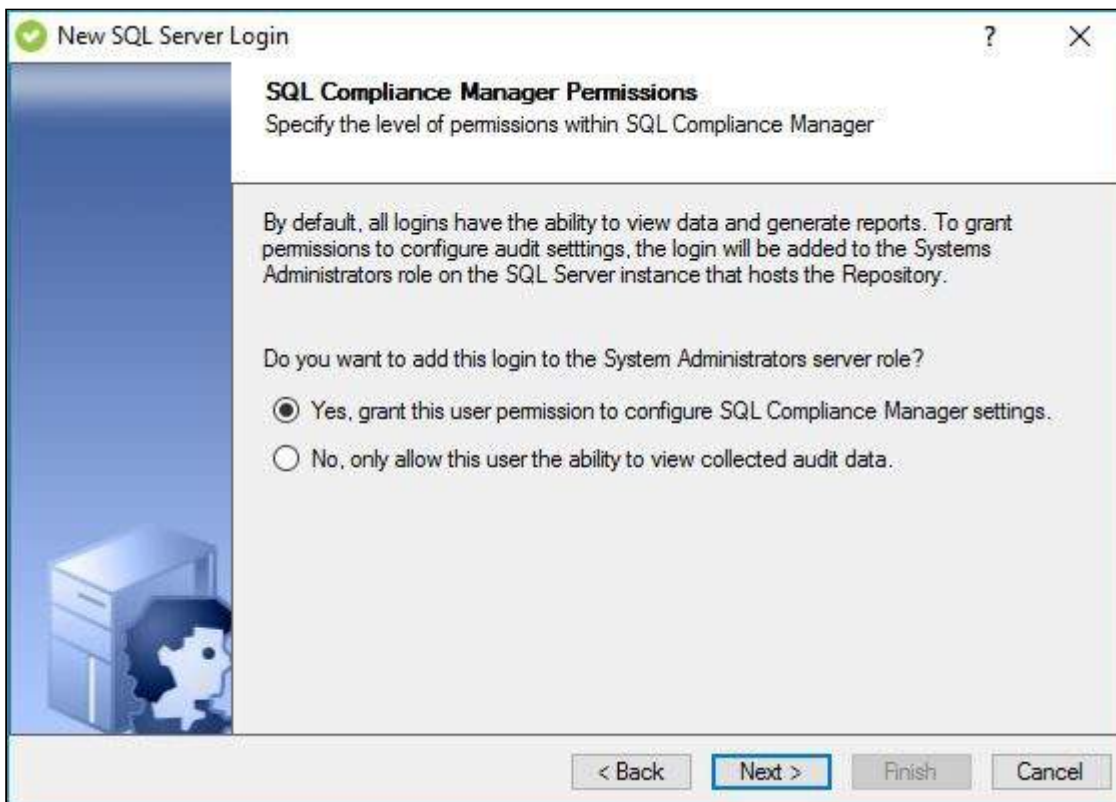 New SQL Server Login
?
SQL Compliance Manager Permissions
Specify the level of permissions within SQL Compliance Manager
By default, all logins have the ability to view data and generate reports. To grant
permissions to configure audit setttings, the login will be added to the Systems
Administrators role on the SQL Server instance that hosts the Repository.
Do you want to add this login to the System Administrators server role?
Yes, grant this user permission to configure SQL Compliance Manager settings.
No, only allow this user the ability to view collected audit data.
< Back
Next >
Finish
Cancel